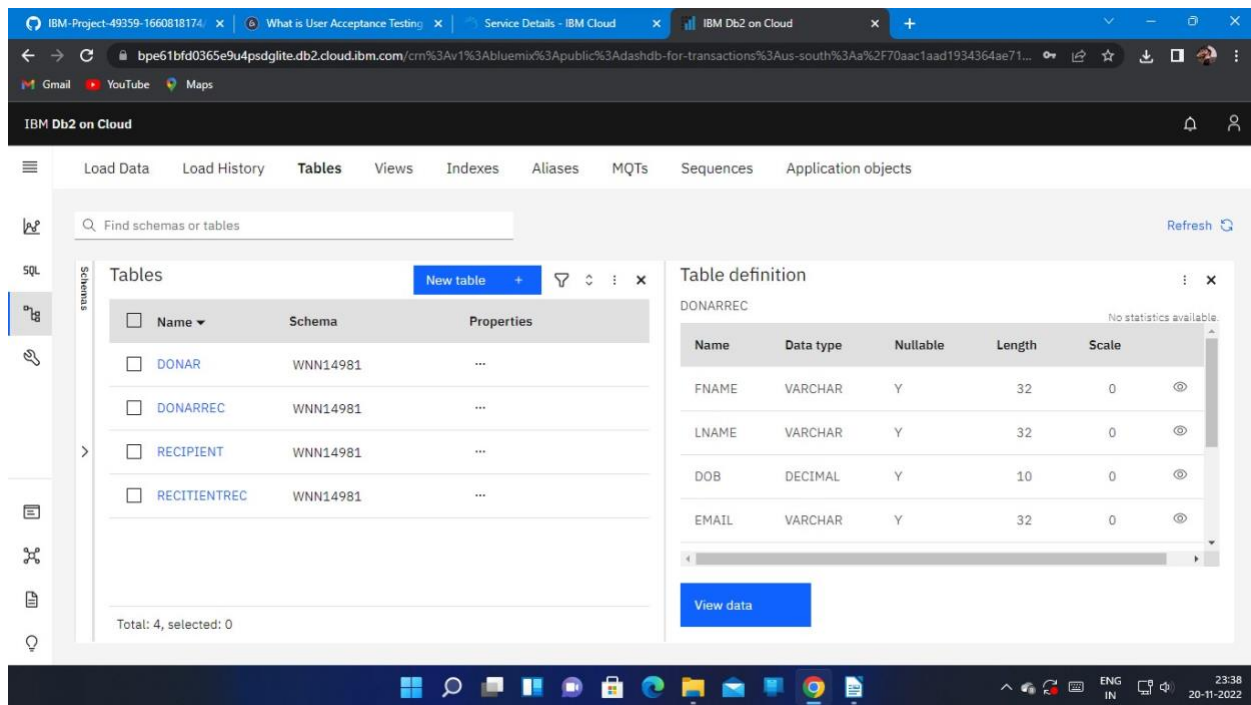 IBM-Project-49359-1660818174/
What is User Acceptance Testing
Service Details - IBM Cloud
IBM Db2 on Cloud
bpe61bfd0365e9u4psdglite.db2.cloud.ibm.com/crn%3Av1%3Abluemix%3Apublic%3Adashdb-for-transactions%3Aus-south%3Aa%2F70aac1aad1934364ae71...
Gmail YouTube Maps
IBM Db2 on Cloud
Load Data Load History Tables Views Indexes Aliases MQTs Sequences Application objects
Find schemas or tables
Refresh
SQL
Schemas
Tables
New table +
Name Schema Properties
DONAR WNN14981 ...
DONARREC WNN14981 ...
RECIPIENT WNN14981 ...
RECITIENTREC WNN14981 ...
Total: 4, selected: 0
Table definition
DONARREC
No statistics available.
Name Data type Nullable Length Scale
FNAME VARCHAR Y 32 0
LNAME VARCHAR Y 32 0
DOB DECIMAL Y 10 0
EMAIL VARCHAR Y 32 0
View data
ENG
IN
23:38
20-11-2022